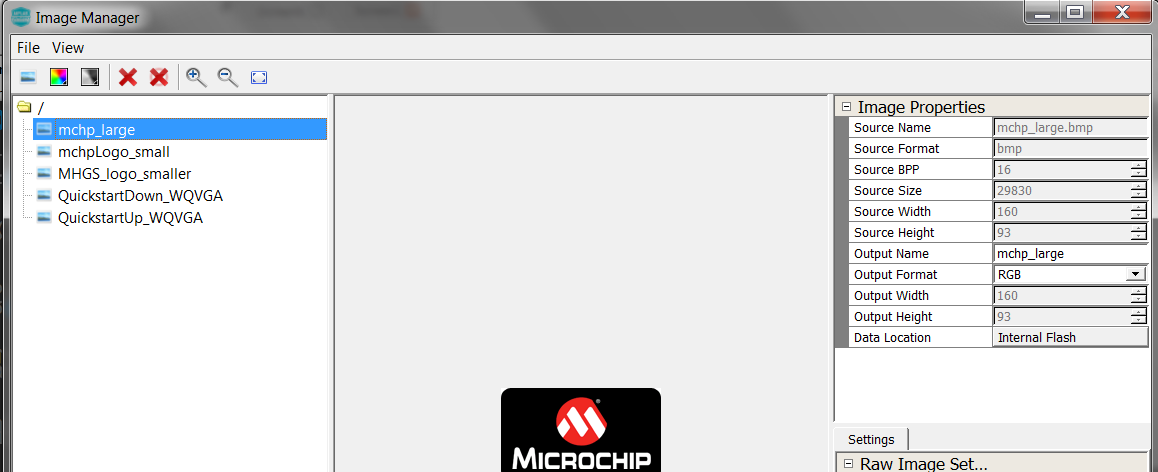 Image Manager
File View
/
mchp_large
mchpLogo_small
MHGS_logo_smaller
QuickstartDown_WQVGA
QuickstartUp_WQVGA
MICROCHIP
Image Properties
Source Name mchp_large.bmp
Source Format bmp
Source BPP 16
Source Size 29830
Source Width 160
Source Height 93
Output Name mchp_large
Output Format RGB
Output Width 160
Output Height 93
Data Location Internal Flash
Settings
Raw Image Set...